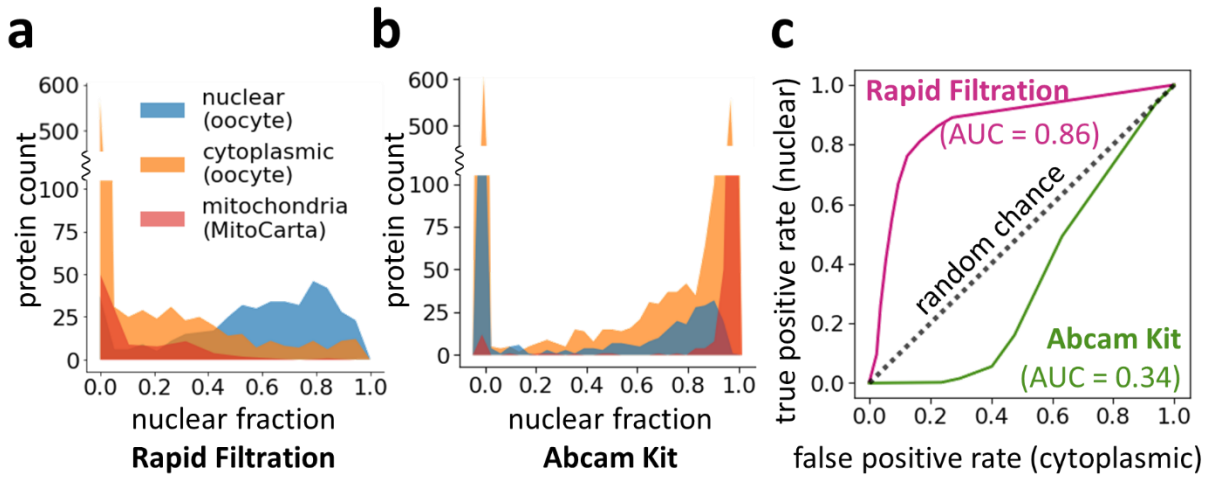 a
600
500
100
75
50
25
0
protein count
nuclear
(oocyte)
cytoplasmic
(oocyte)
mitochondria
(MitoCarta)
0.0 0.2 0.4 0.6 0.8 1.0
nuclear fraction
Rapid Filtration
b
600
500
100
75
50
25
0
protein count
0.0 0.2 0.4 0.6 0.8 1.0
nuclear fraction
Abcam Kit
c
1.0
0.8
0.6
0.4
0.2
0.0
true positive rate (nuclear)
Rapid Filtration
(AUC = 0.86)
random chance
Abcam Kit
(AUC = 0.34)
0.0 0.2 0.4 0.6 0.8 1.0
false positive rate (cytoplasmic)